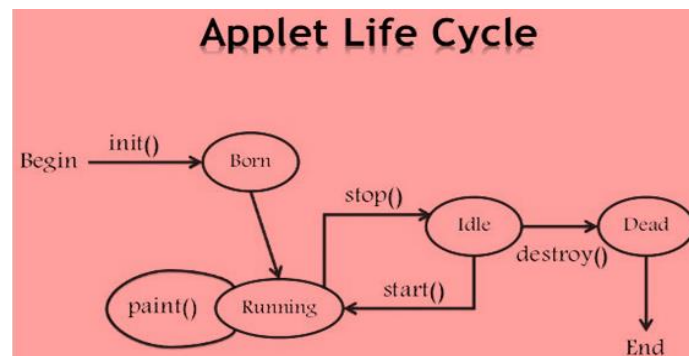 Applet Life Cycle
Begin
init()
Born
stop()
Idle
Dead
destroy()
start()
paint()
Running
End